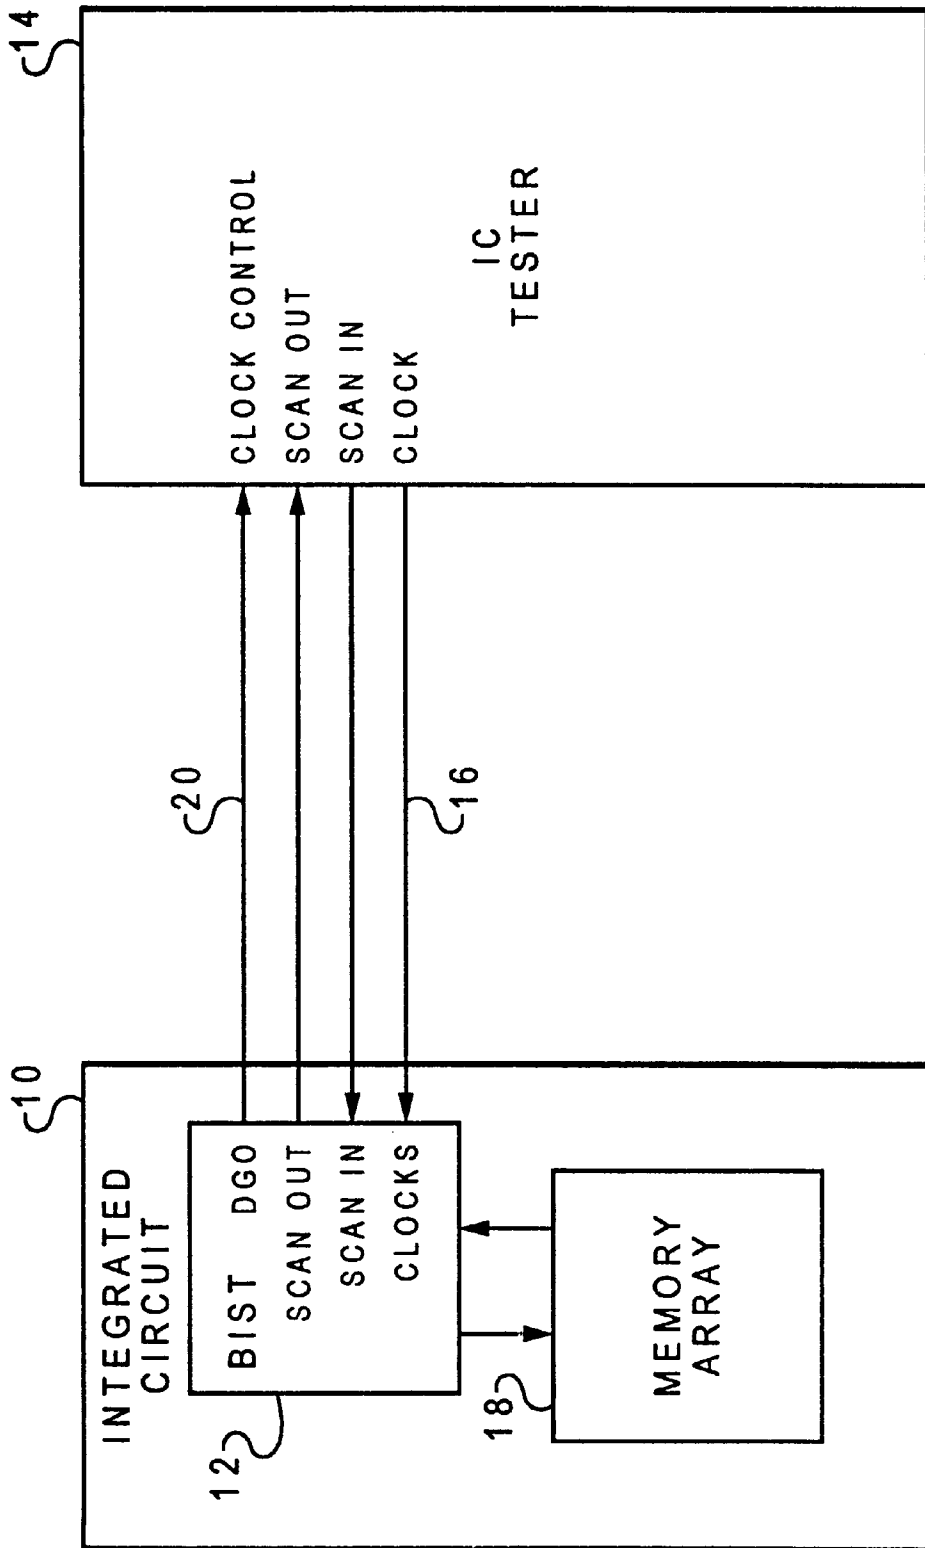 INTEGRATED
CIRCUIT
10
BIST DGO
SCAN OUT
SCAN IN
CLOCKS
12
18
MEMORY
ARRAY
20
16
14
CLOCK CONTROL
SCAN OUT
SCAN IN
CLOCK
IC
TESTER